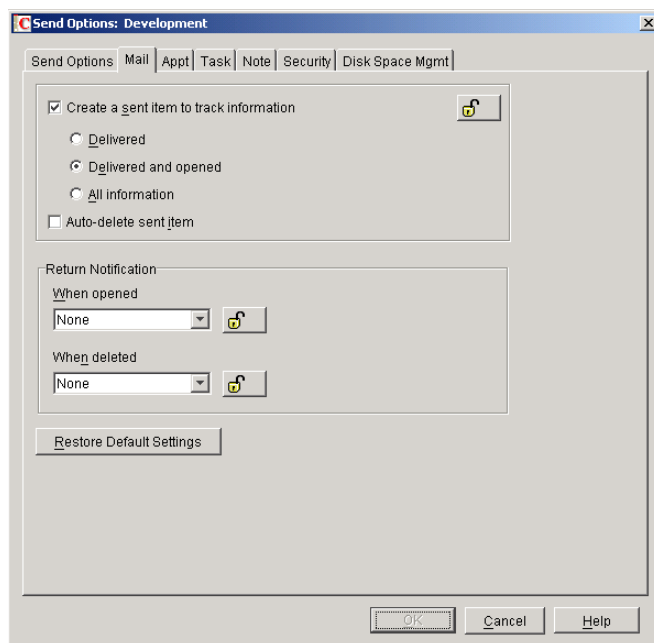 Send Options: Development
Send Options Mail Appt Task Note Security Disk Space Mgmt
Create a sent item to track information
Delivered
Delivered and opened
All information
Auto-delete sent item
Return Notification
When opened
None
When deleted
None
Restore Default Settings
OK Cancel Help